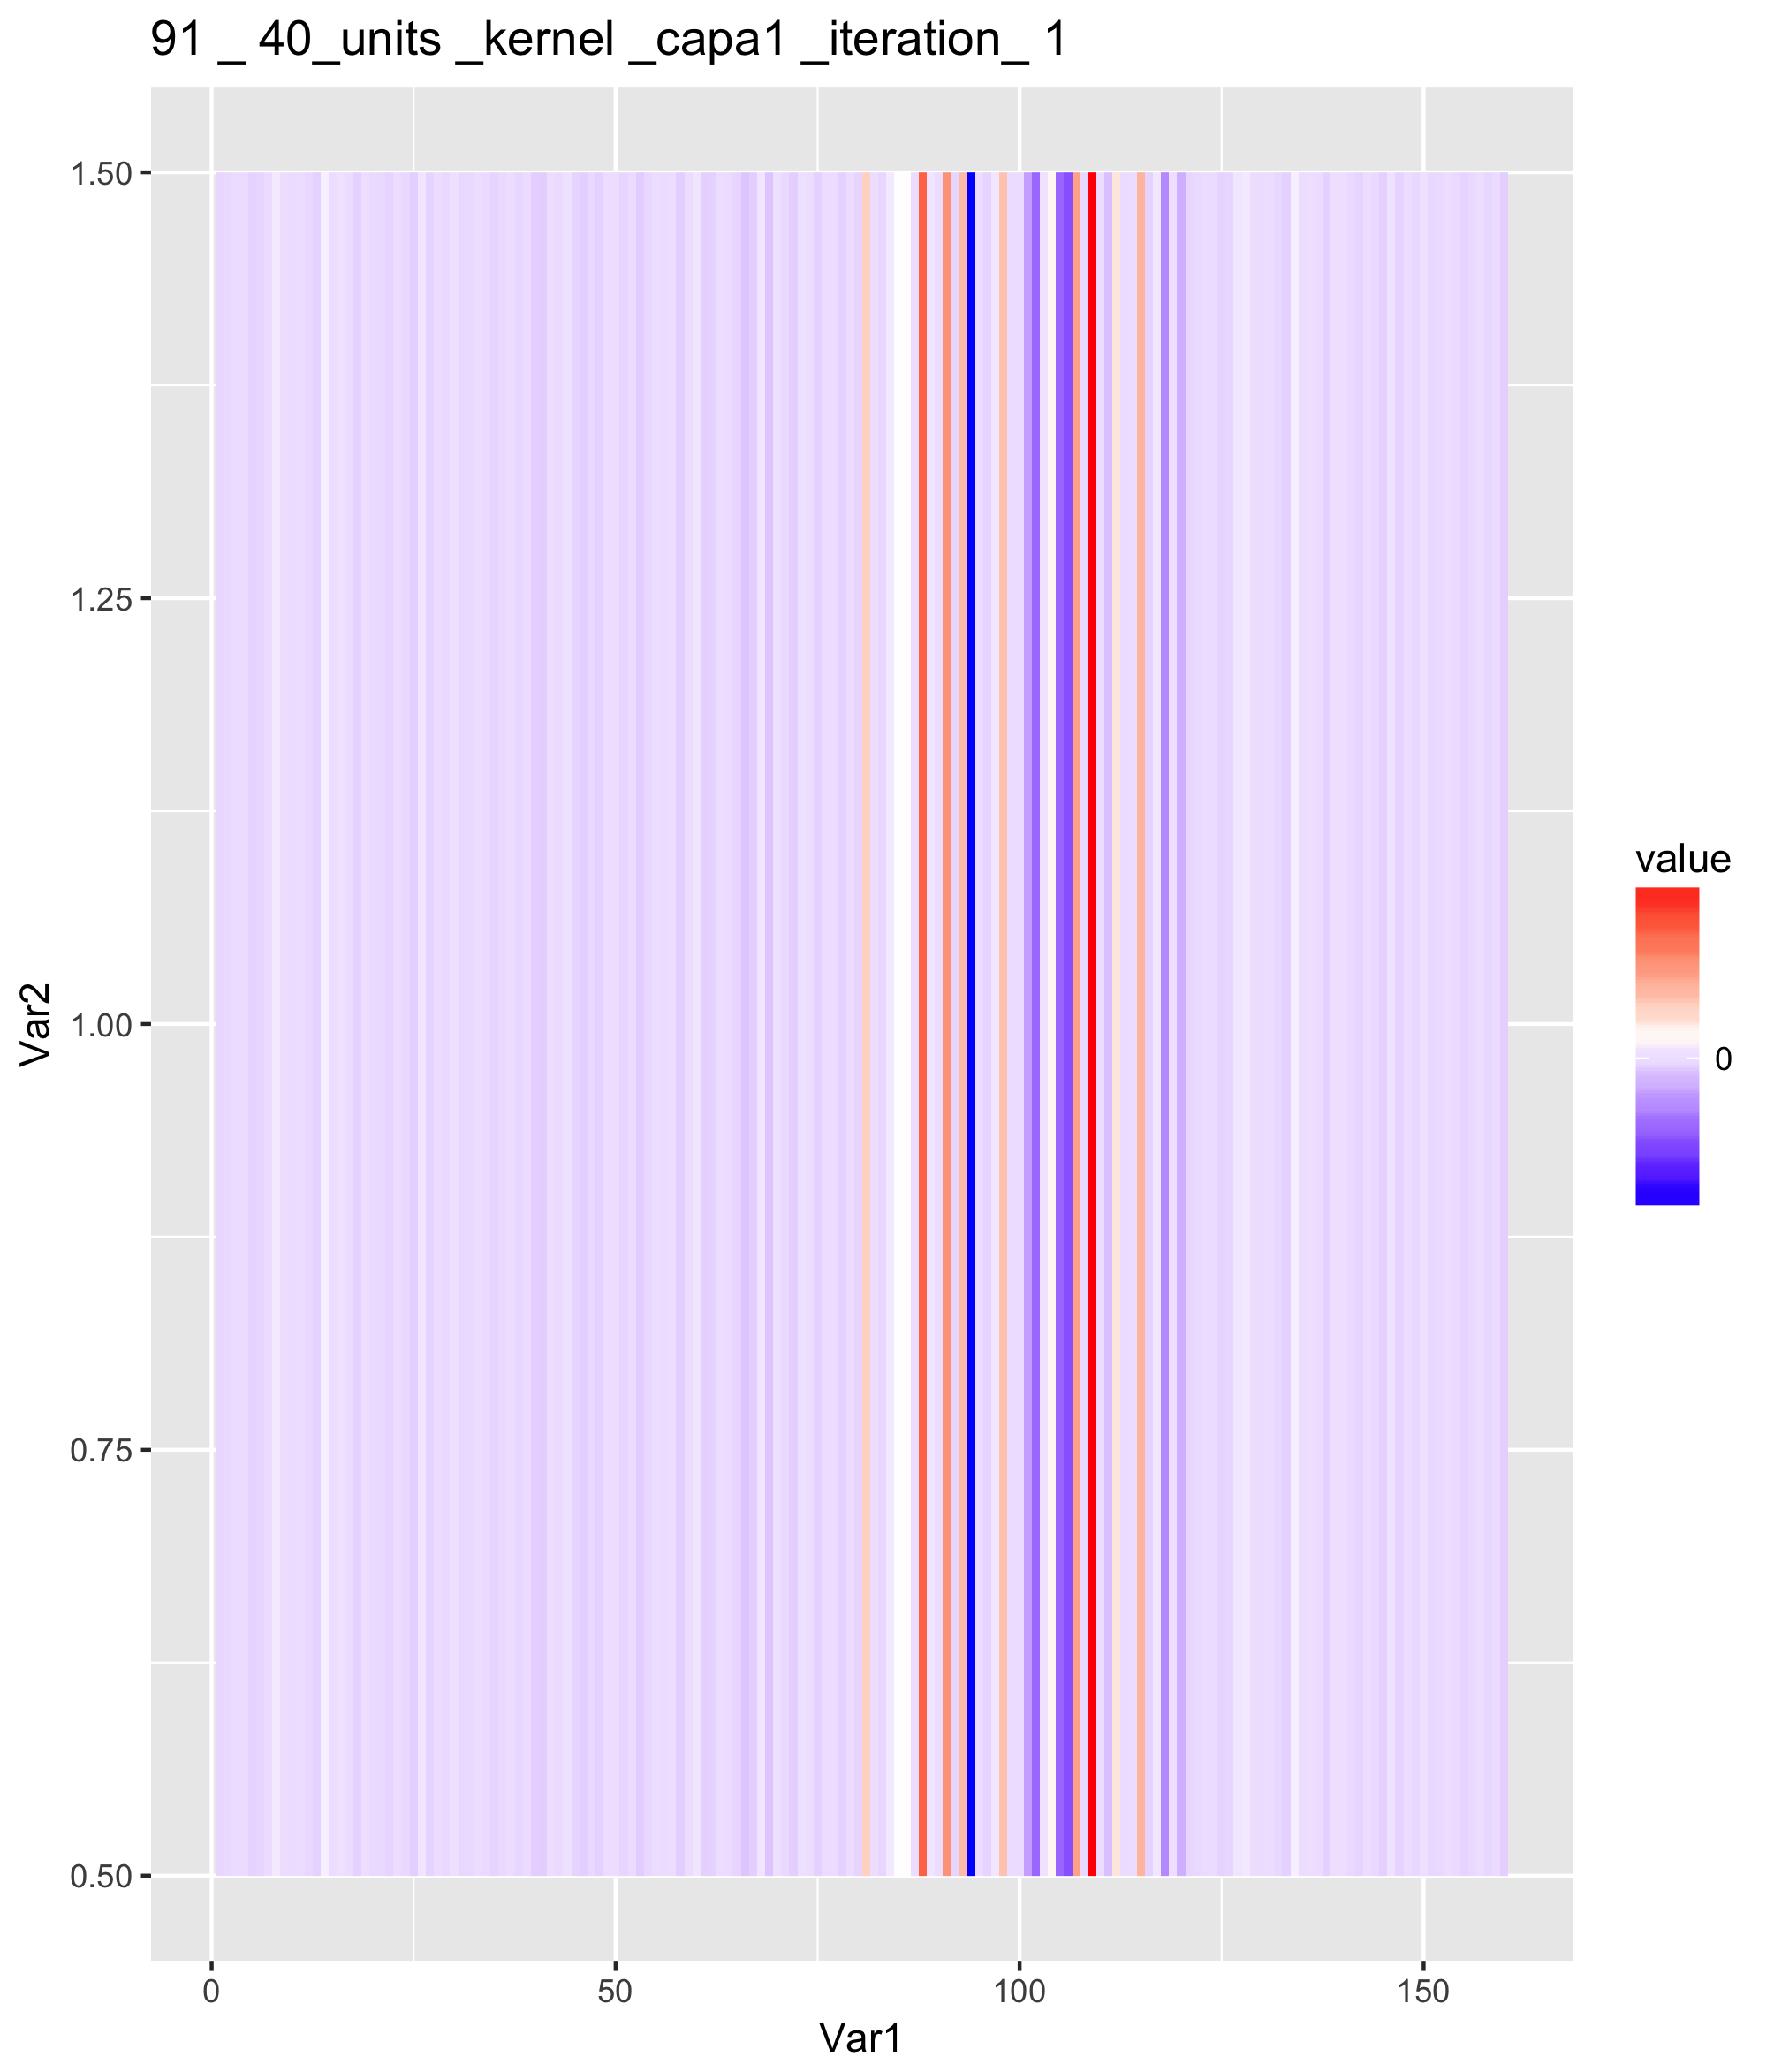 91 _ 40_units _kernel _capa1 _iteration_ 1
1.50
1.25
1.00
0.75
0.50
Var2
0
50
100
150
Var1
value
0